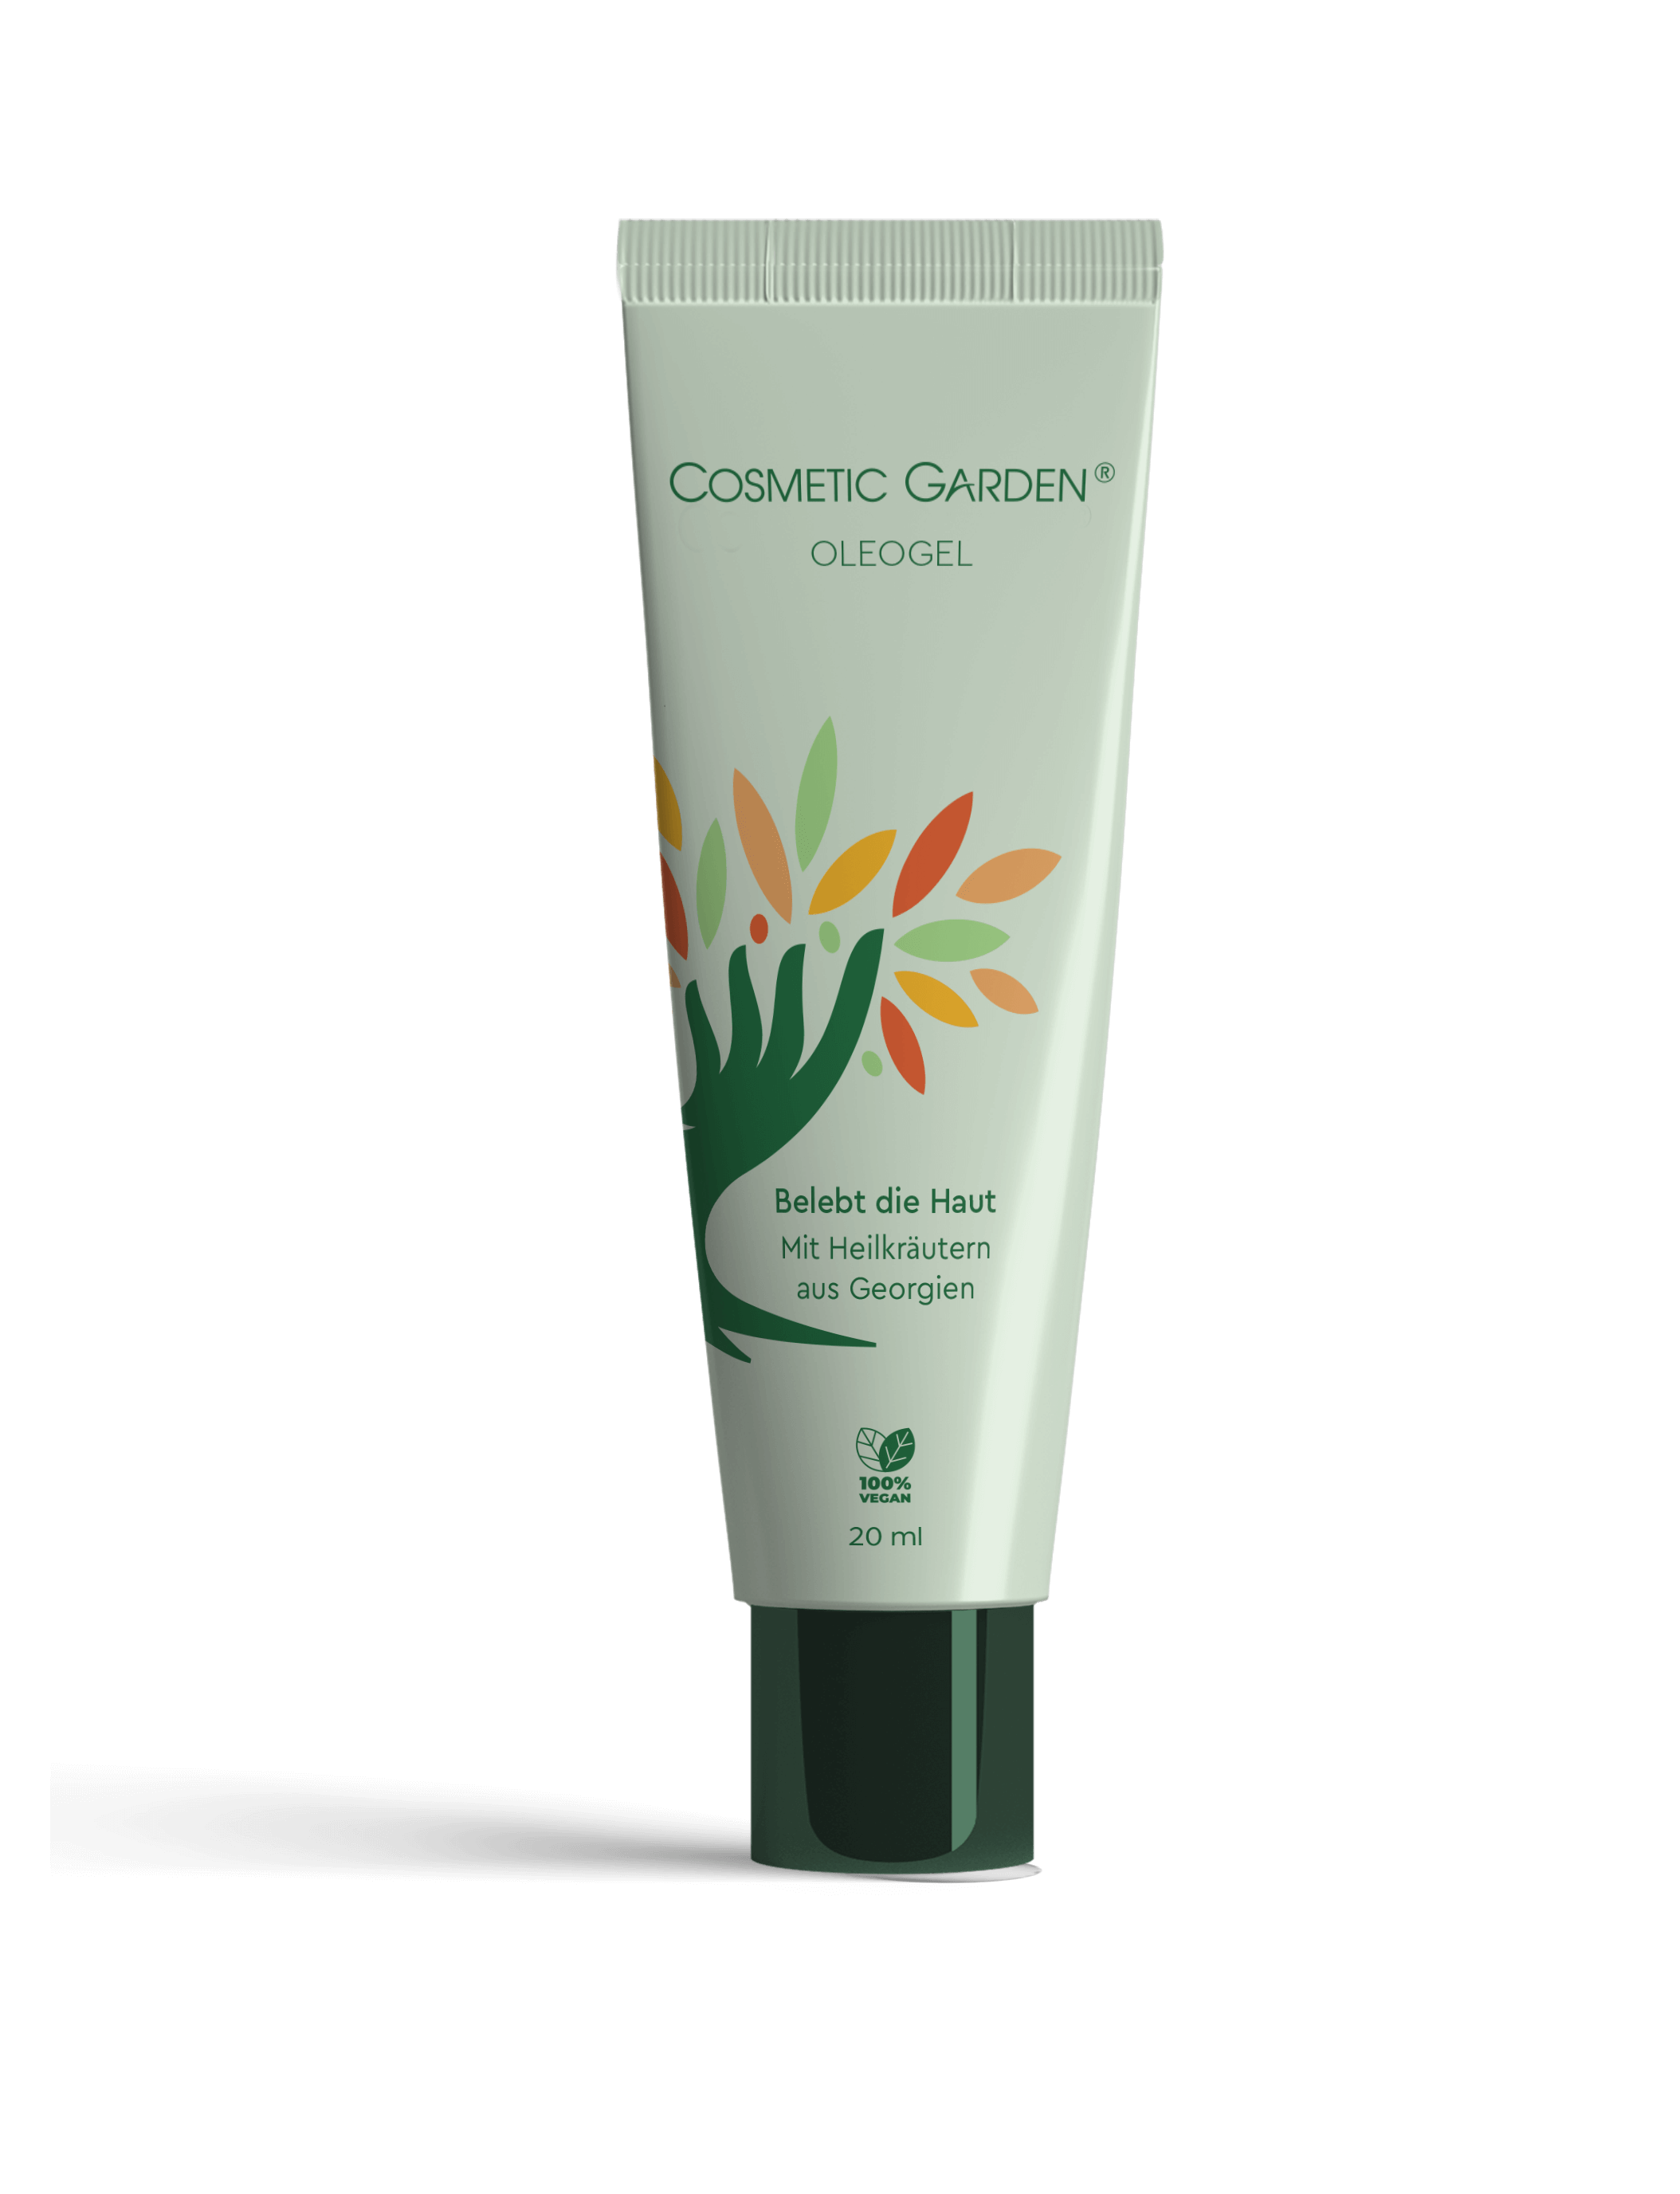 COSMETIC GARDEN®
OLEOGEL
Belebt die Haut
Mit Heilkräutern
aus Georgien
100%
VEGAN
20 ml